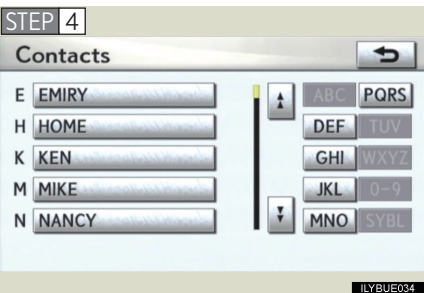 STEP 4
Contacts
E EMIRY ABC PQRS
H HOME DEF TUV
K KEN GHI WXYZ
M MIKE JKL 0-9
N NANCY MNO SYBL
ILYBUE034